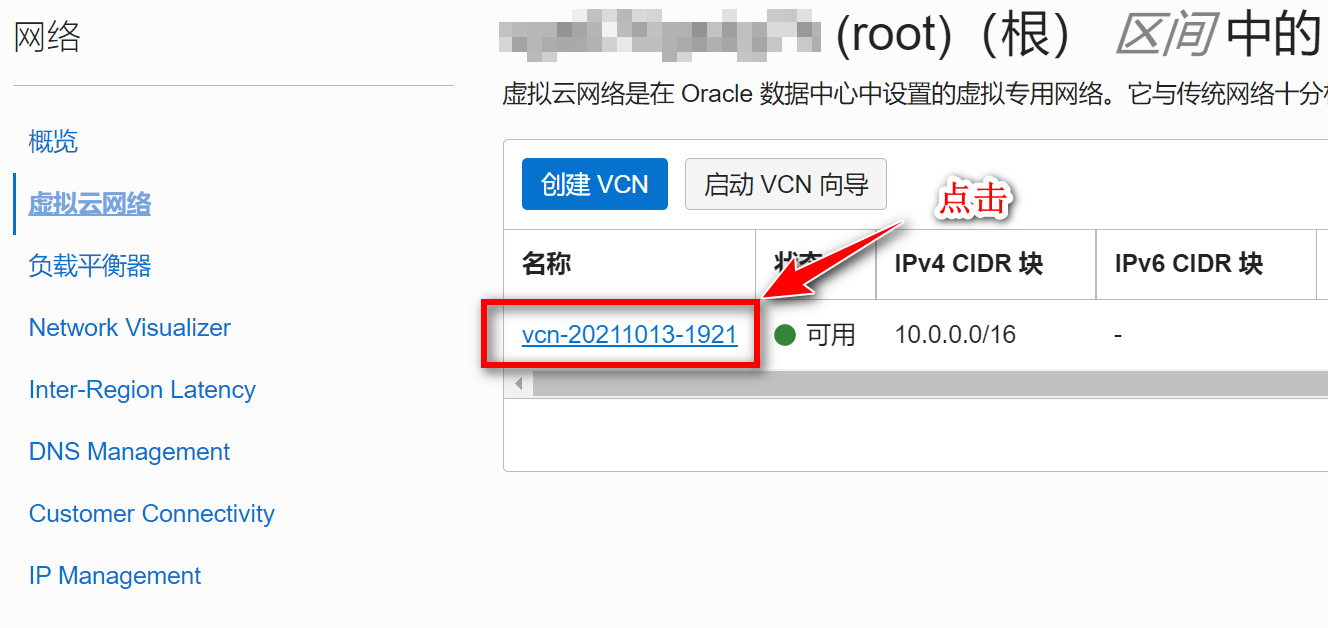 网络
(root)（根） 区间 中的
虚拟云网络是在 Oracle 数据中心中设置的虚拟专用网络。它与传统网络十分
概览
虚拟云网络
负载平衡器
Network Visualizer
Inter-Region Latency
DNS Management
Customer Connectivity
IP Management
创建 VCN
启动 VCN 向导
点击
名称
状态
IPv4 CIDR 块
IPv6 CIDR 块
vcn-20211013-1921
可用
10.0.0.0/16
-